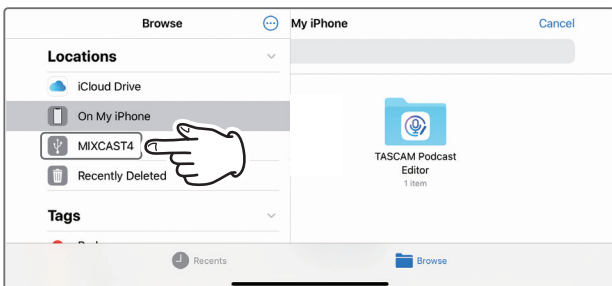 Browse
My iPhone
Cancel
Locations
iCloud Drive
On My iPhone
MIXCAST4
Recently Deleted
Tags
TASCAM Podcast
Editor
1 item
Recents
Browse